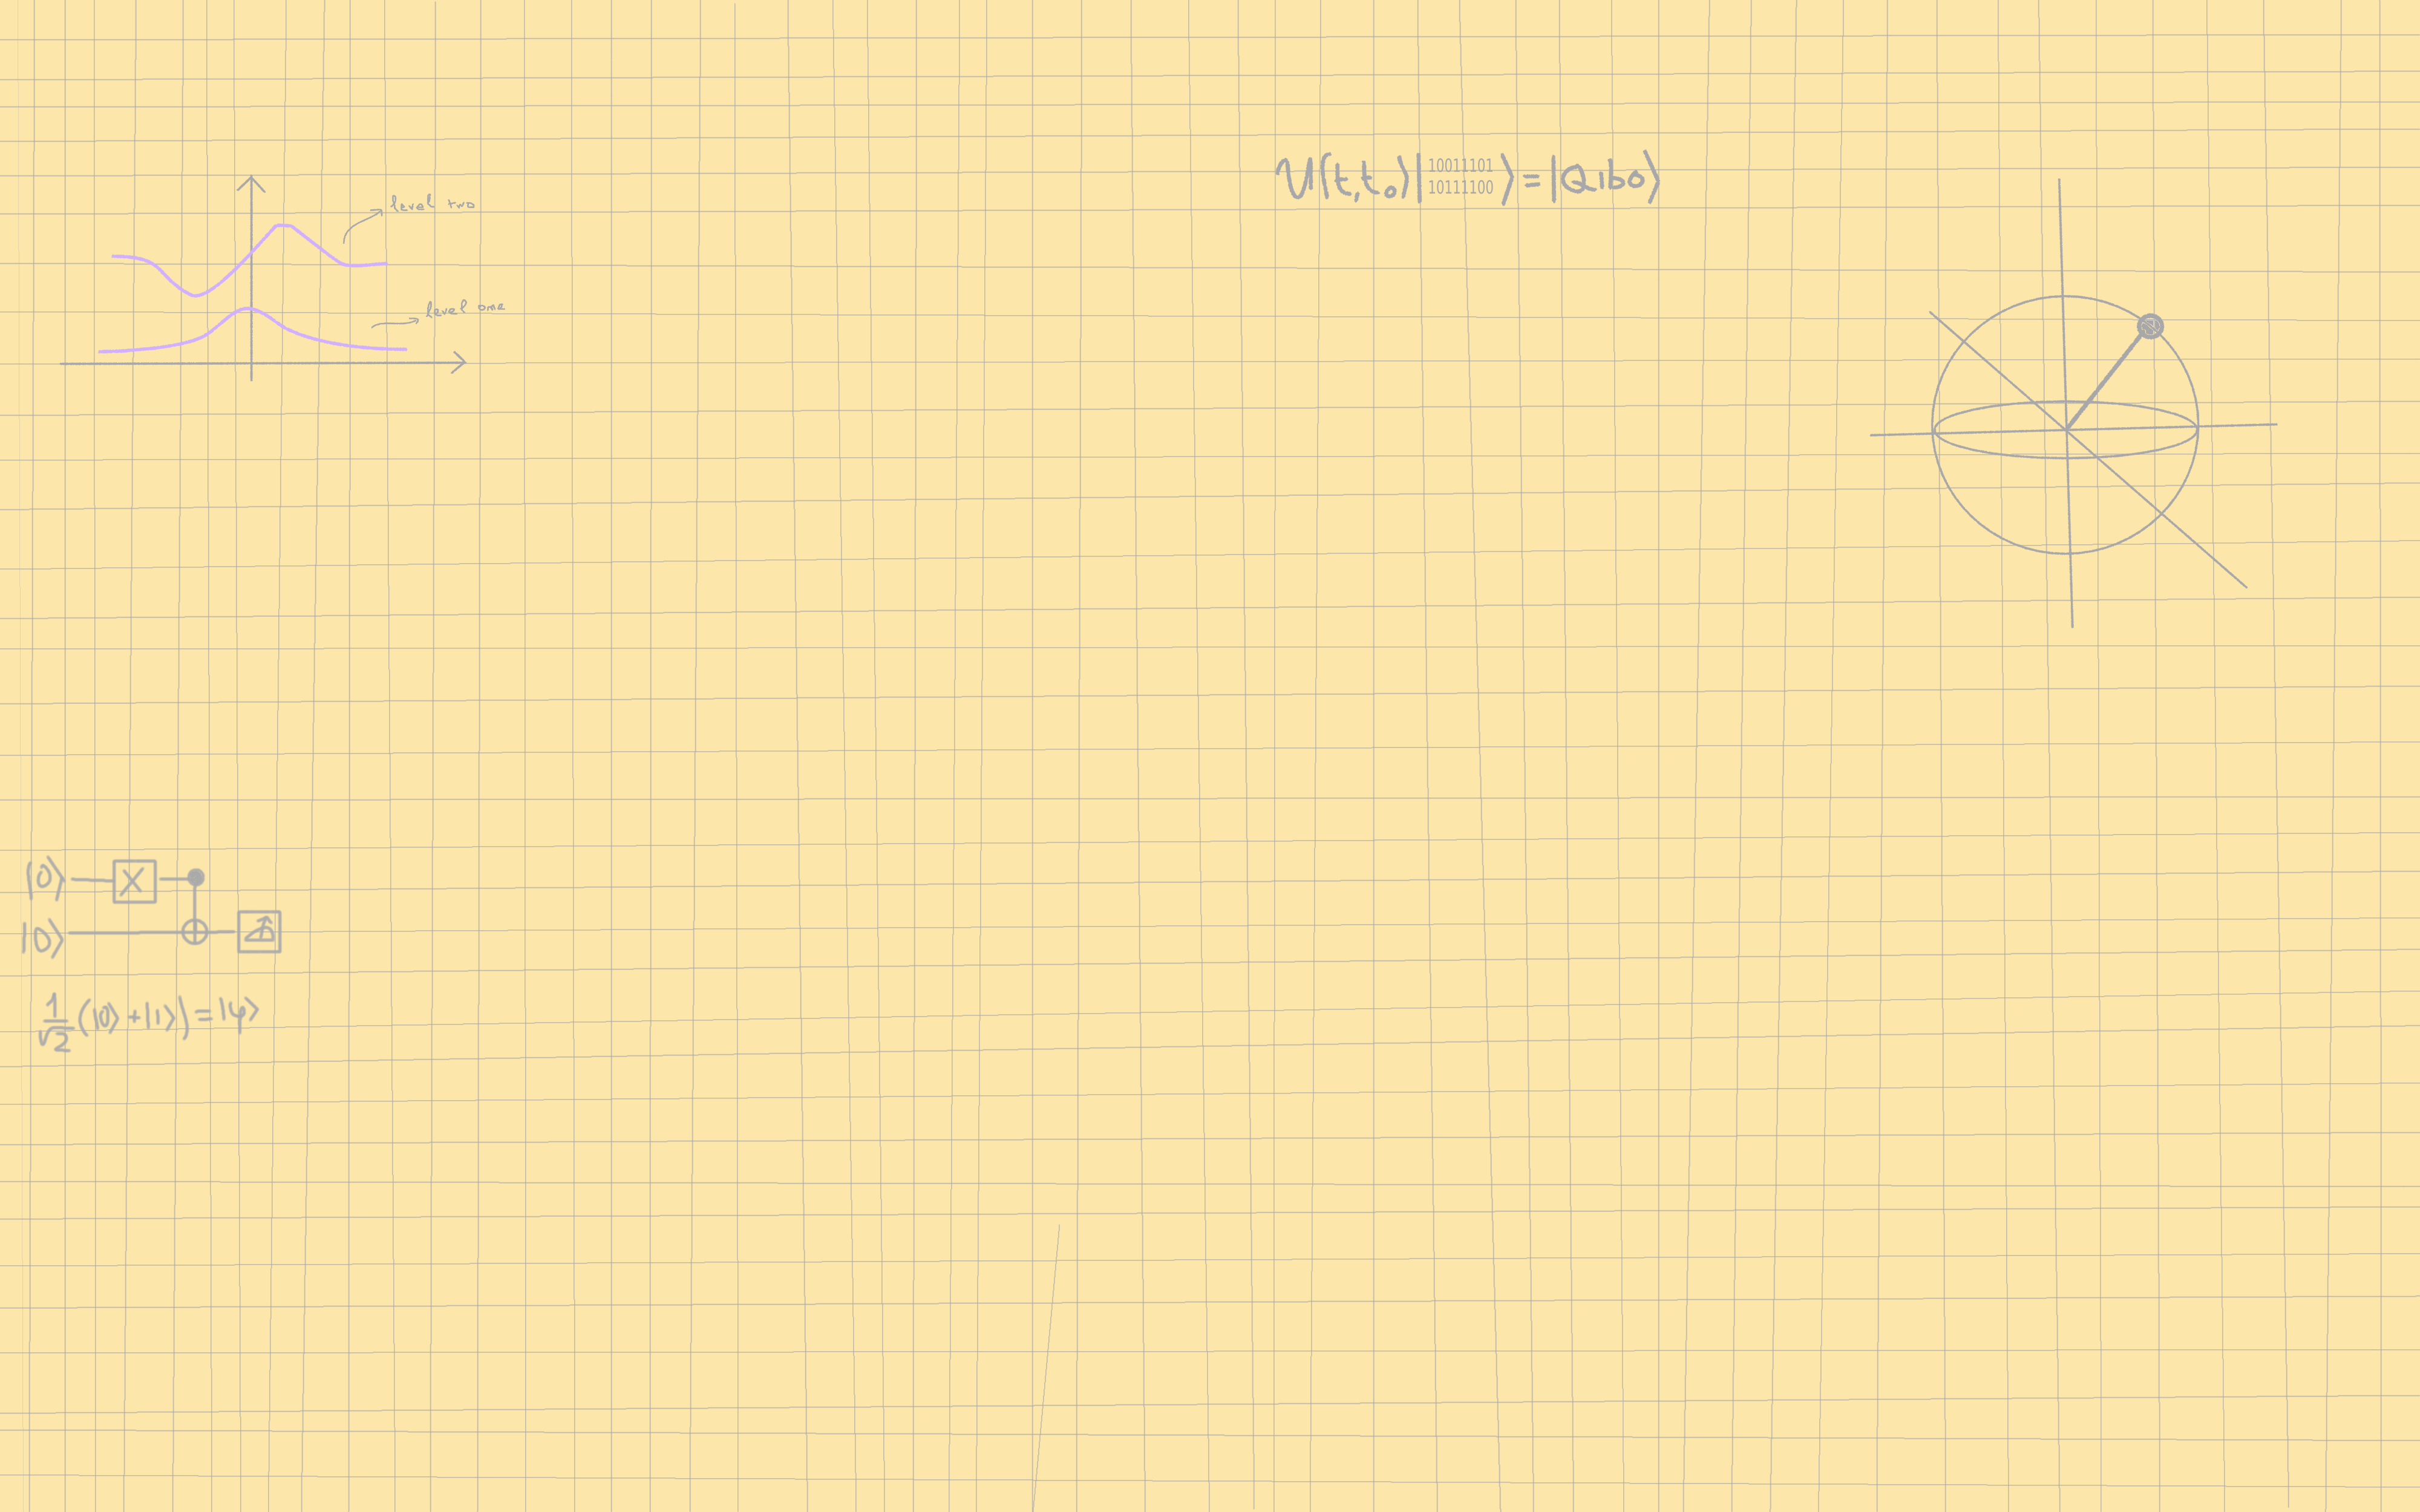 U(t,t₀)|10011101
10111100⟩=|Qibo⟩
level two
level one
|0⟩ X
|0⟩
1/√2 (|0⟩+|1⟩)=|ψ⟩